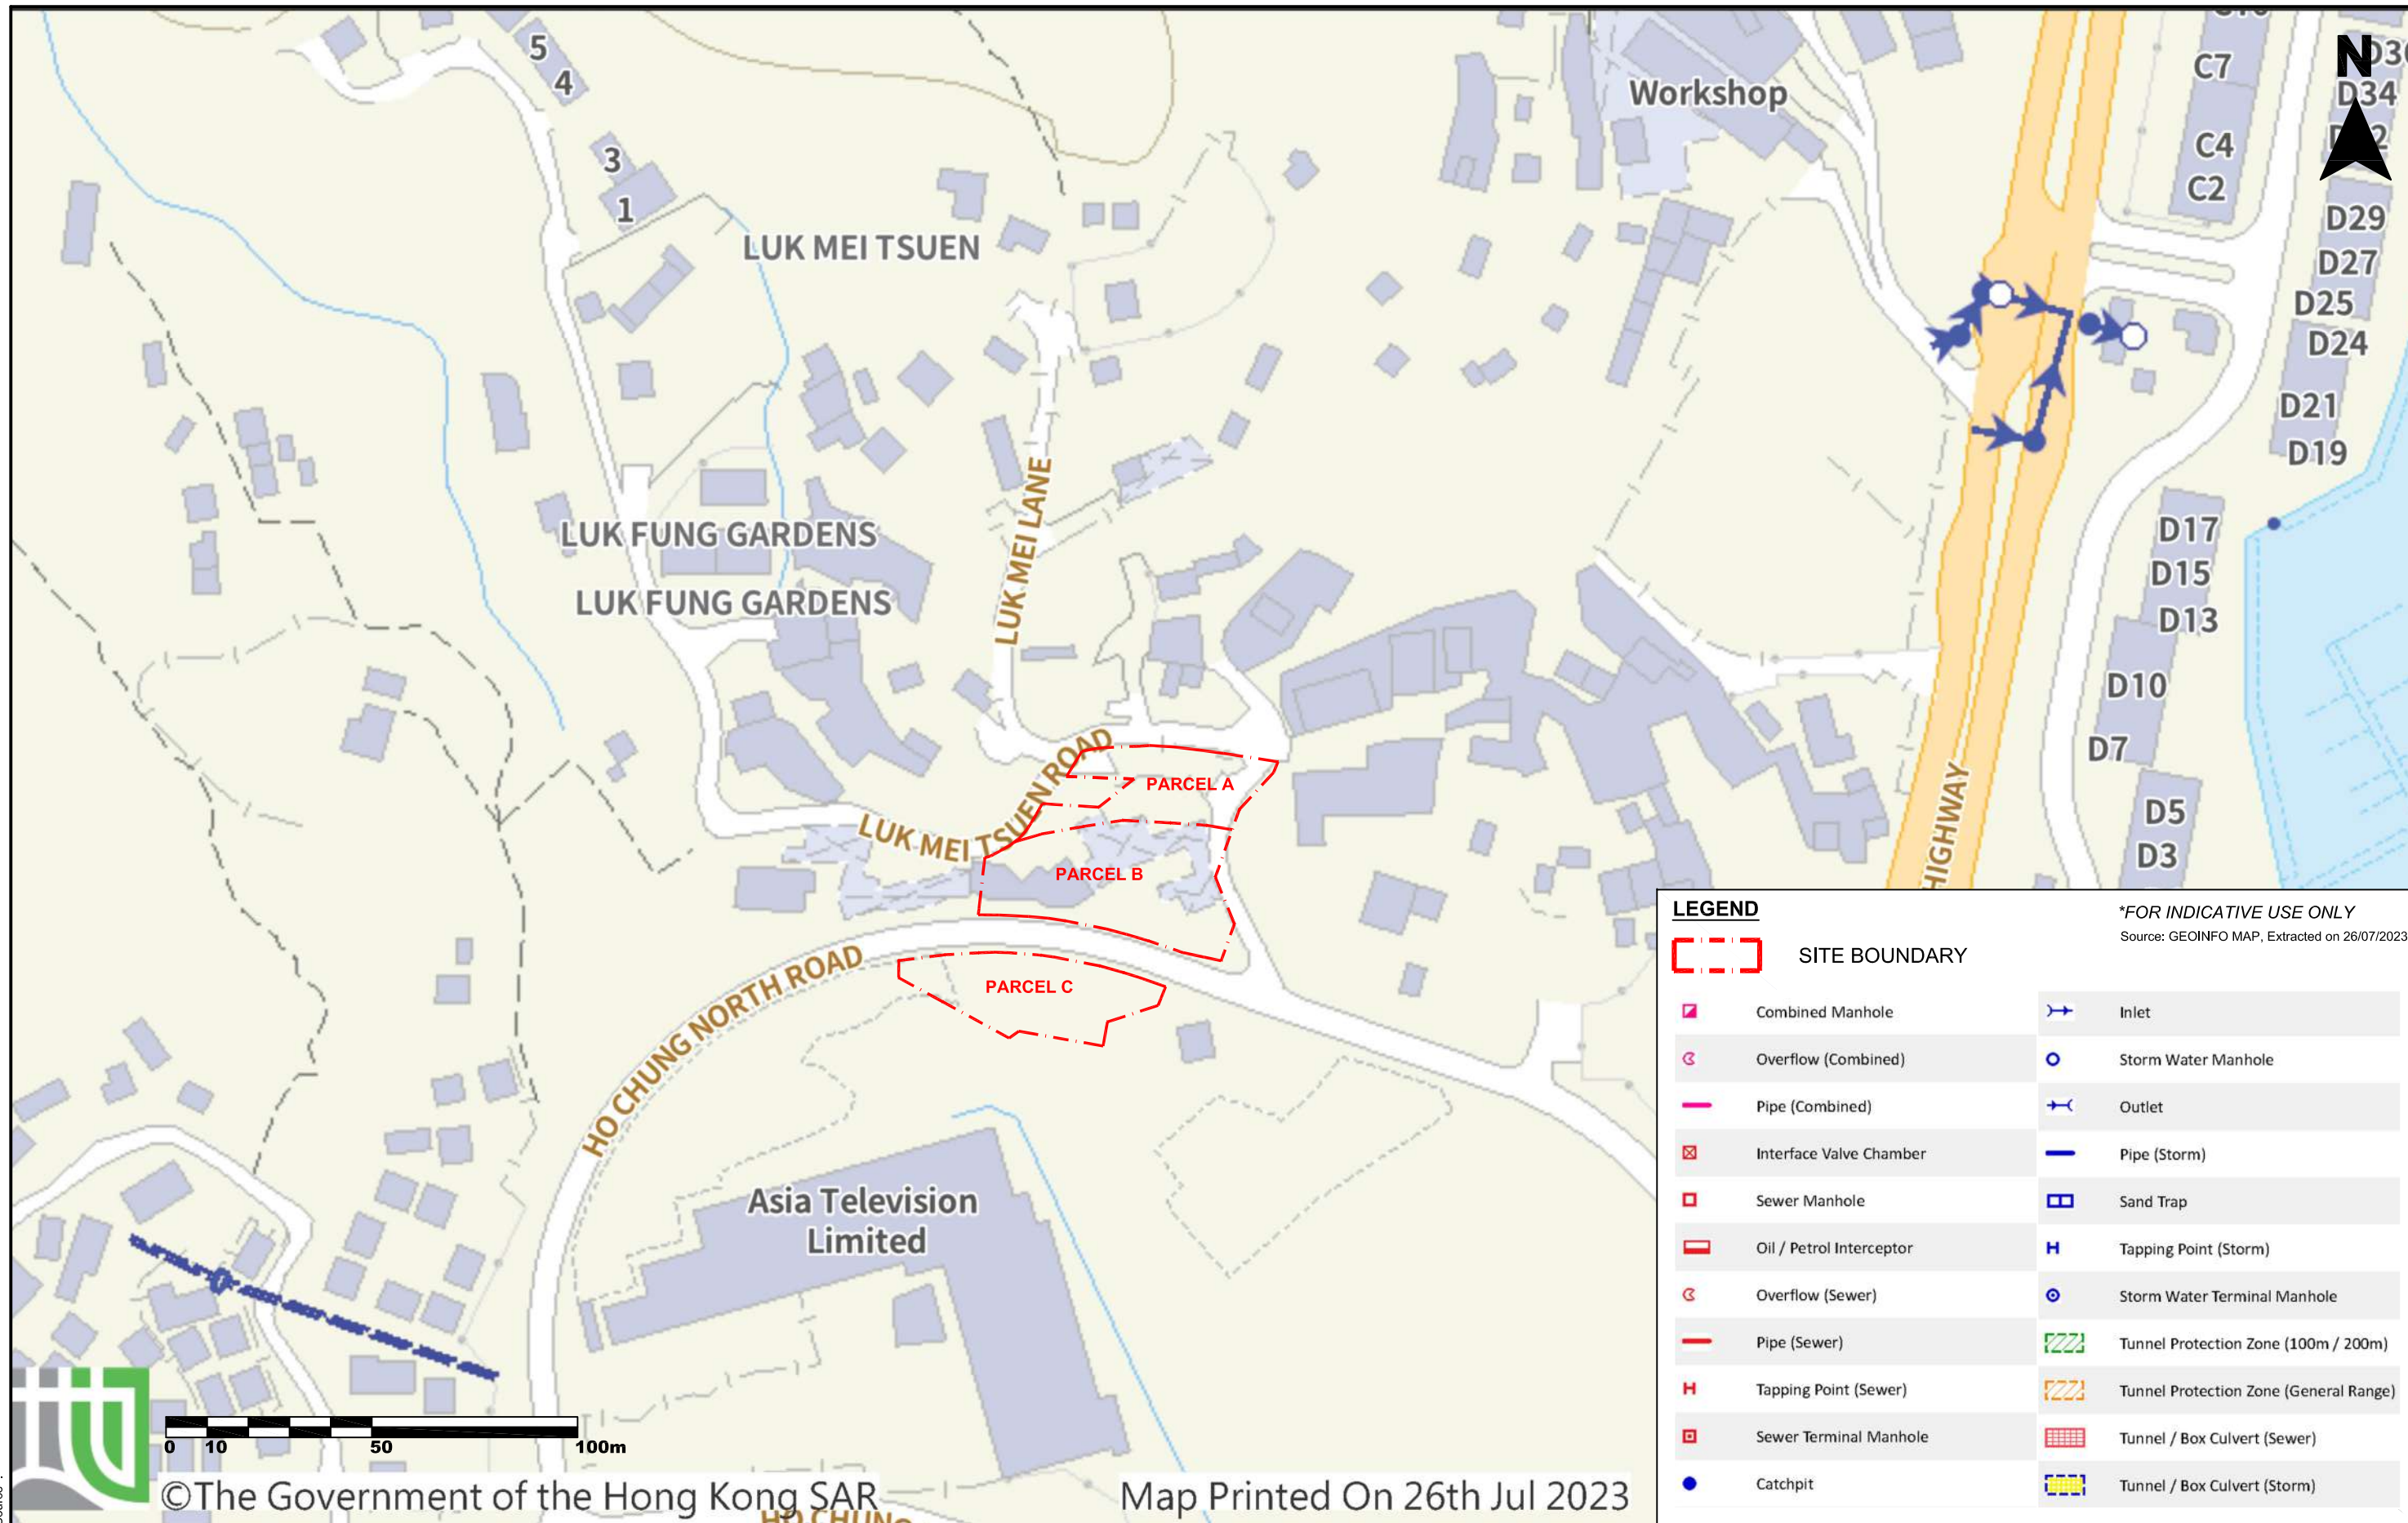 5
4
3
1
LUK MEI TSUEN
Workshop
C7
C4
C2
N
D34
D29
D27
D25
D24
D21
D19
D17
D15
D13
D10
D7
D5
D3
LUK FUNG GARDENS
LUK FUNG GARDENS
LUK MEI LANE
LUK MEI TSUEN ROAD
PARCEL A
PARCEL B
PARCEL C
HO CHUNG NORTH ROAD
HIGHWAY
Asia Television
Limited
0 10 50 100m
©The Government of the Hong Kong SAR
Map Printed On 26th Jul 2023
HO CHUNG
LEGEND
*FOR INDICATIVE USE ONLY
Source: GEOINFO MAP, Extracted on 26/07/2023
SITE BOUNDARY
Combined Manhole
Overflow (Combined)
Pipe (Combined)
Interface Valve Chamber
Sewer Manhole
Oil / Petrol Interceptor
Overflow (Sewer)
Pipe (Sewer)
H Tapping Point (Sewer)
Sewer Terminal Manhole
Catchpit
Inlet
Storm Water Manhole
Outlet
Pipe (Storm)
Sand Trap
H Tapping Point (Storm)
Storm Water Terminal Manhole
Tunnel Protection Zone (100m / 200m)
Tunnel Protection Zone (General Range)
Tunnel / Box Culvert (Sewer)
Tunnel / Box Culvert (Storm)